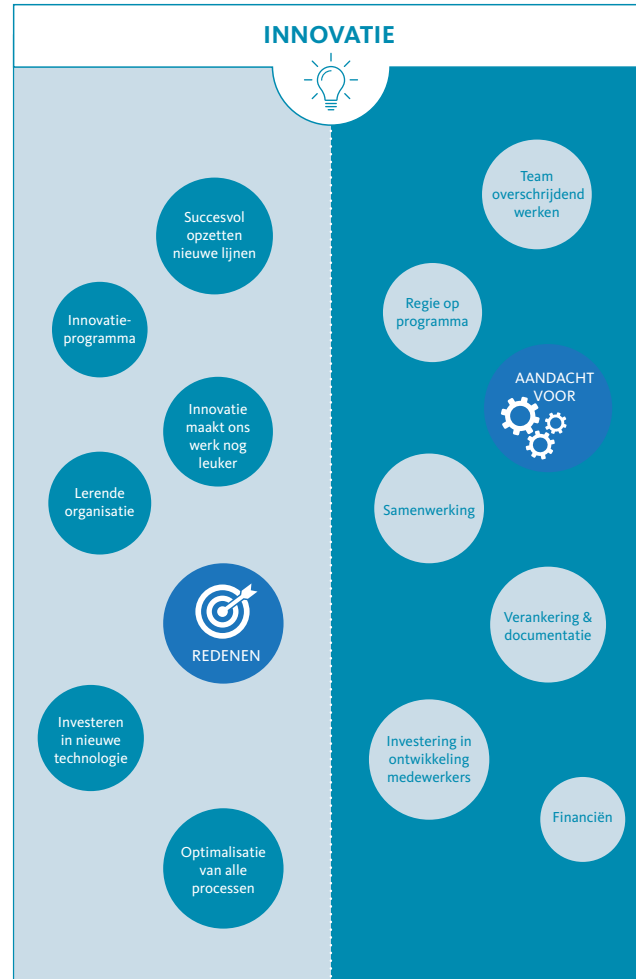 INNOVATIE
Succesvol
opzetten
nieuwe lijnen
Innovatie-
programma
Innovatie
maakt ons
werk nog
leuker
Lerende
organisatie
REDENEN
Investeren
in nieuwe
technologie
Optimalisatie
van alle
processen
Team
overschrijdend
werken
Regie op
programma
AANDACHT
VOOR
Samenwerking
Verankering &
documentatie
Investering in
ontwikkeling
medewerkers
Financiën